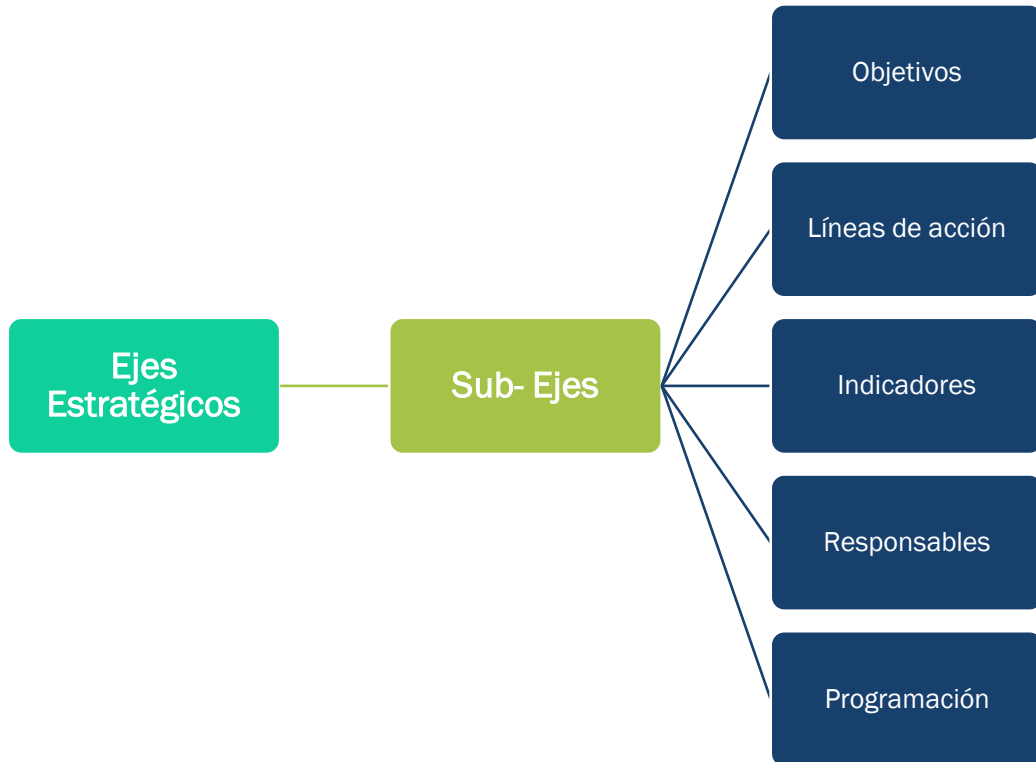 Ejes
Estratégicos
Sub- Ejes
Objetivos
Líneas de acción
Indicadores
Responsables
Programación